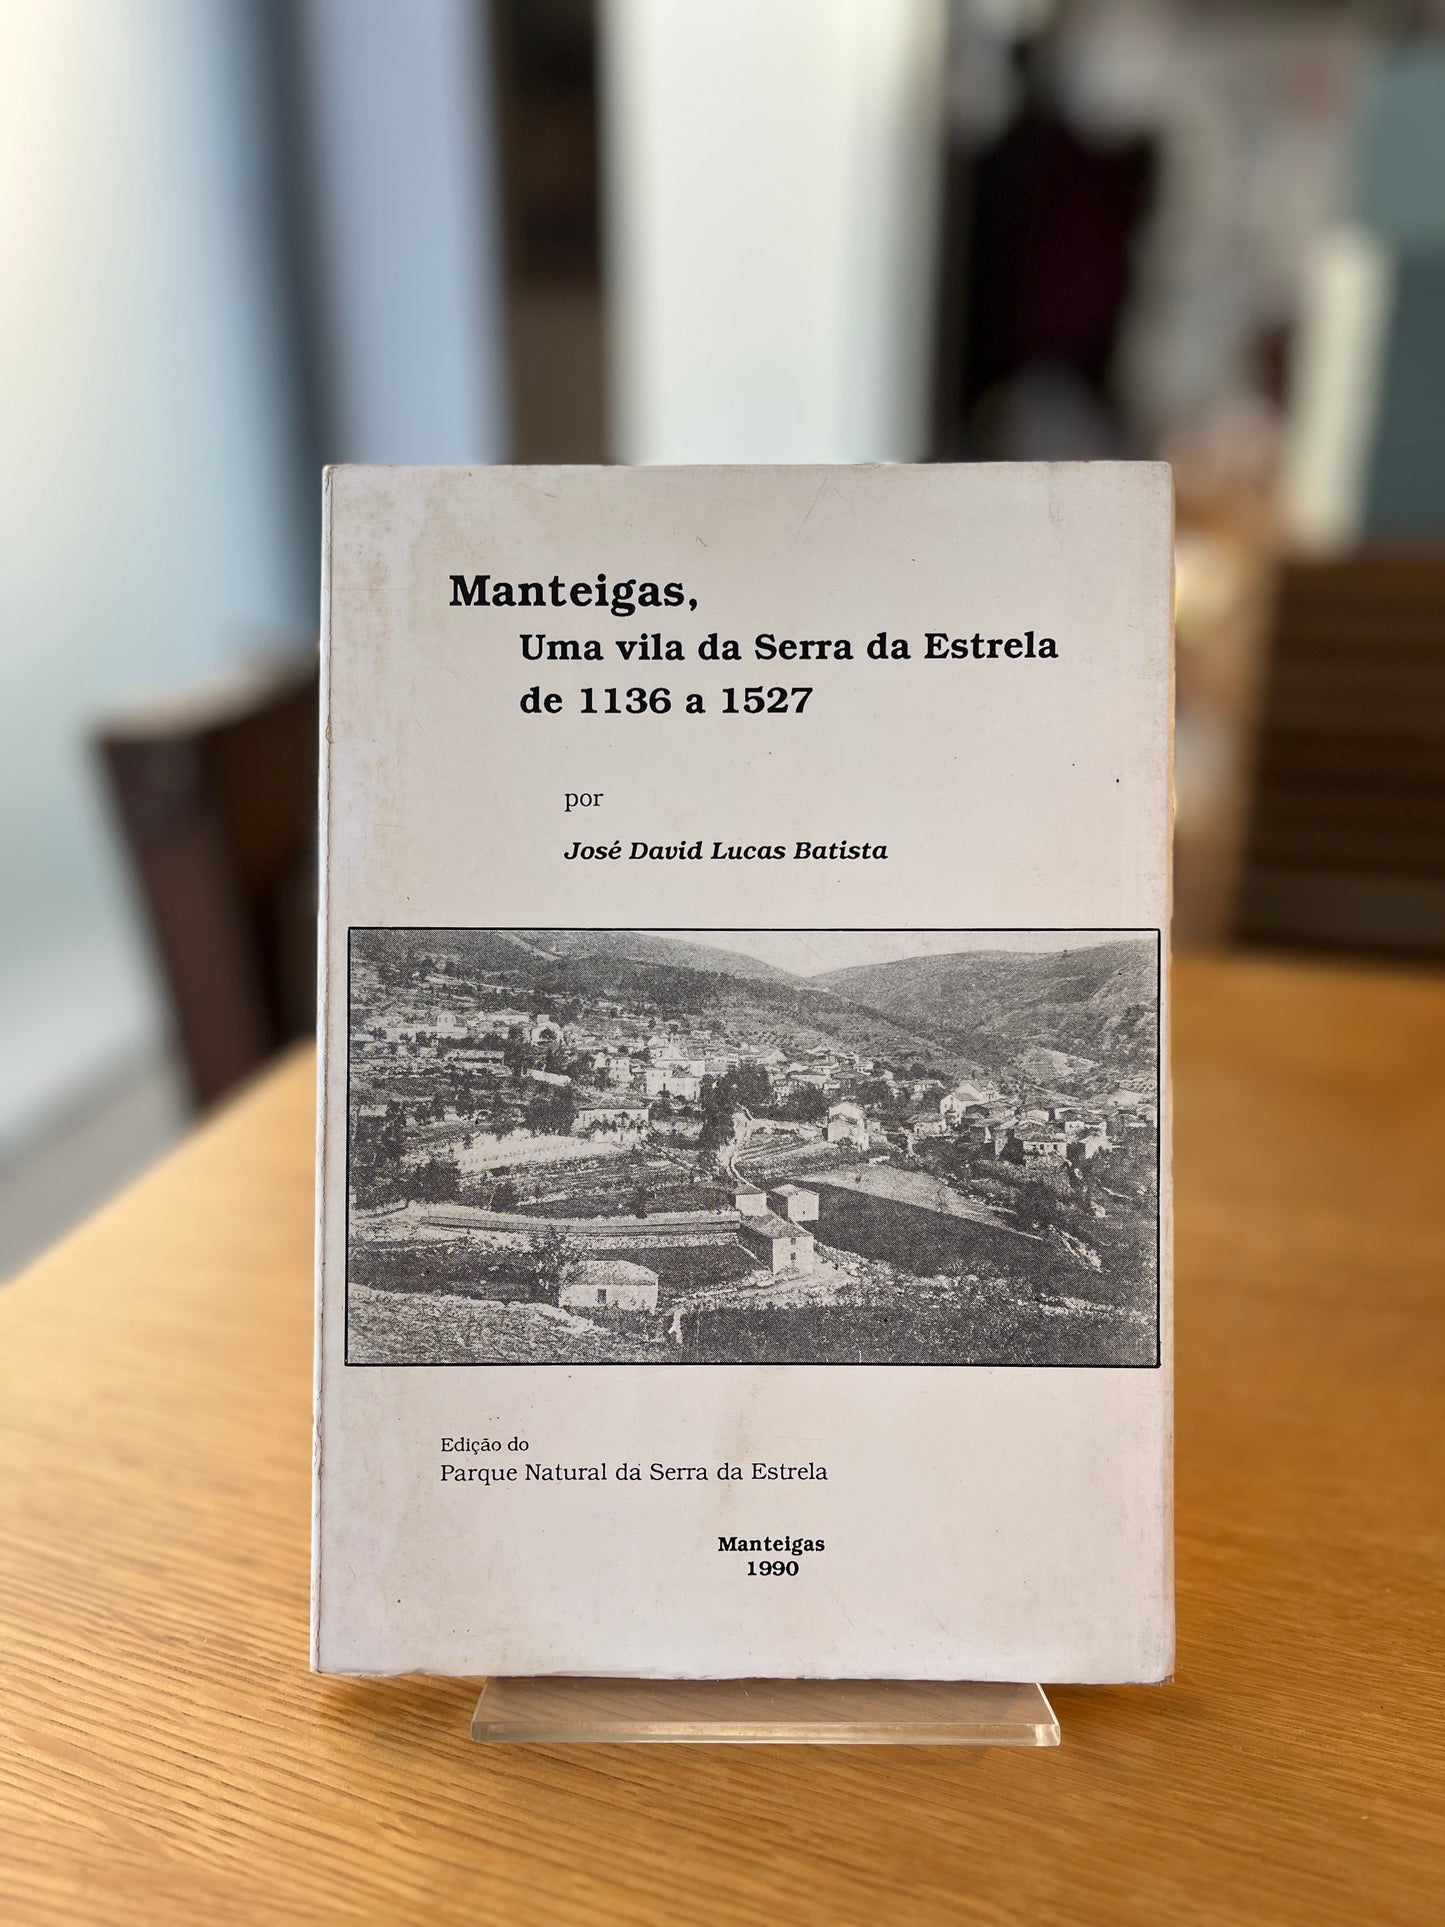 Manteigas,
Uma vila da Serra da Estrela
de 1136 a 1527
por
José David Lucas Batista
Edição do
Parque Natural da Serra da Estrela
Manteigas
1990